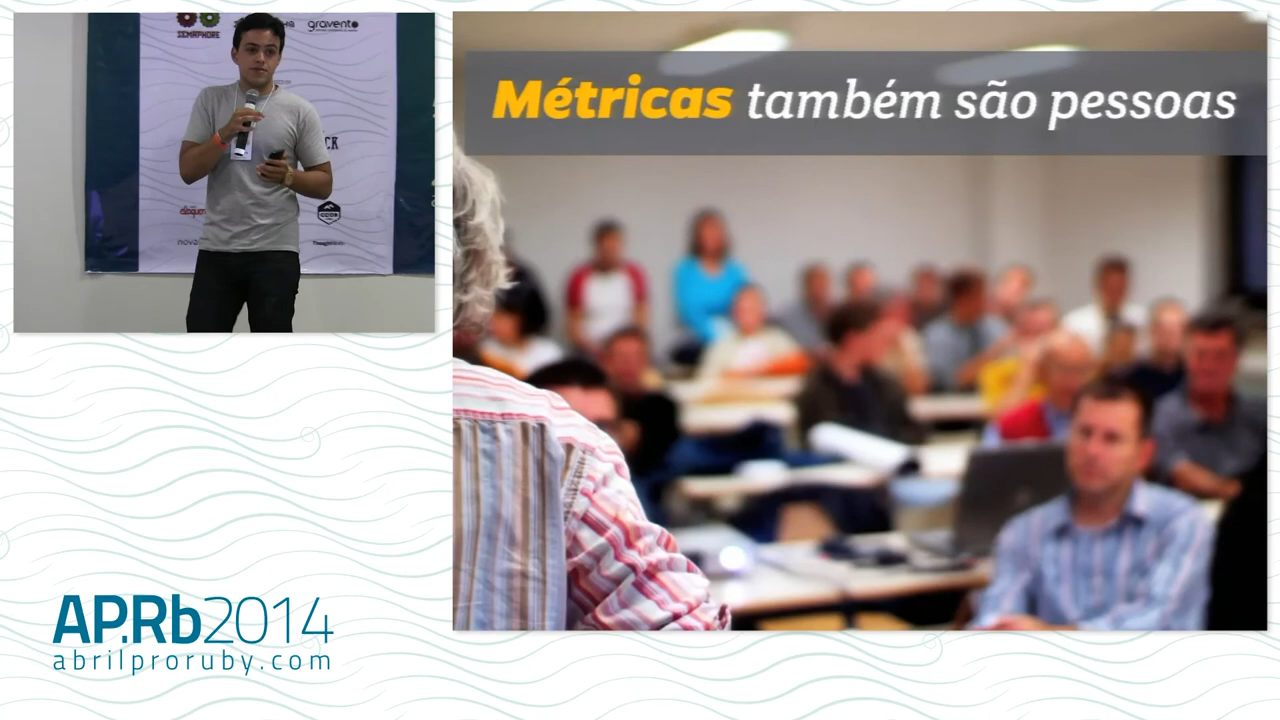 SEMAPHORE
gravento
Métricas também são pessoas
AP.Rb2014
abrilproruby.com